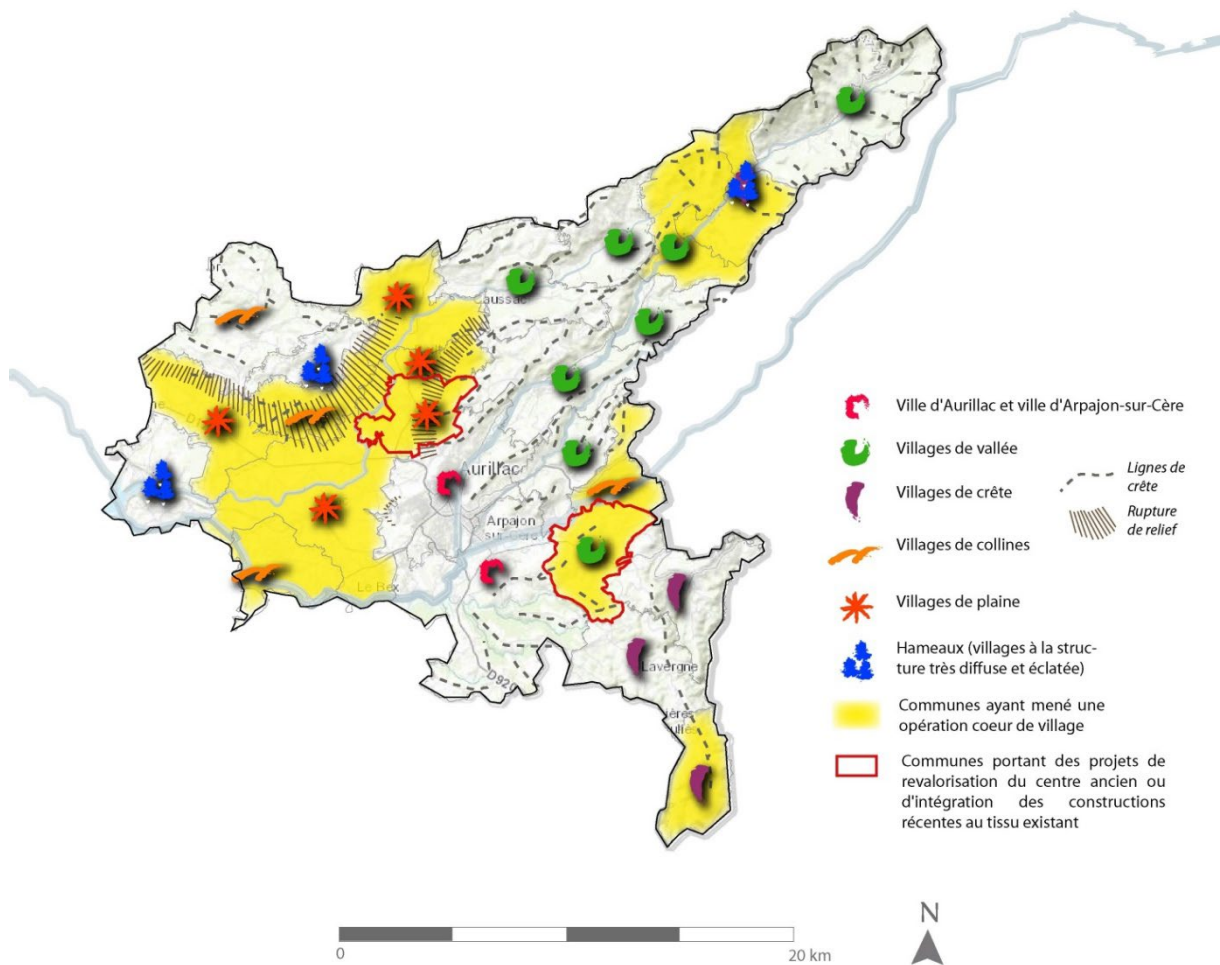 Aurillac
Arpajon
sur-Cère
Le Bex
D920
Lavergne
Ville d'Aurillac et ville d'Arpajon-sur-Cère
Villages de vallée
Villages de crête
Villages de collines
Villages de plaine
Hameaux (villages à la struc-
ture très diffuse et éclatée)
Communes ayant mené une
opération coeur de village
Communes portant des projets de
revalorisation du centre ancien ou
d'intégration des constructions
récentes au tissu existant
Lignes de
crête
Rupture
de relief
0
20 km
N